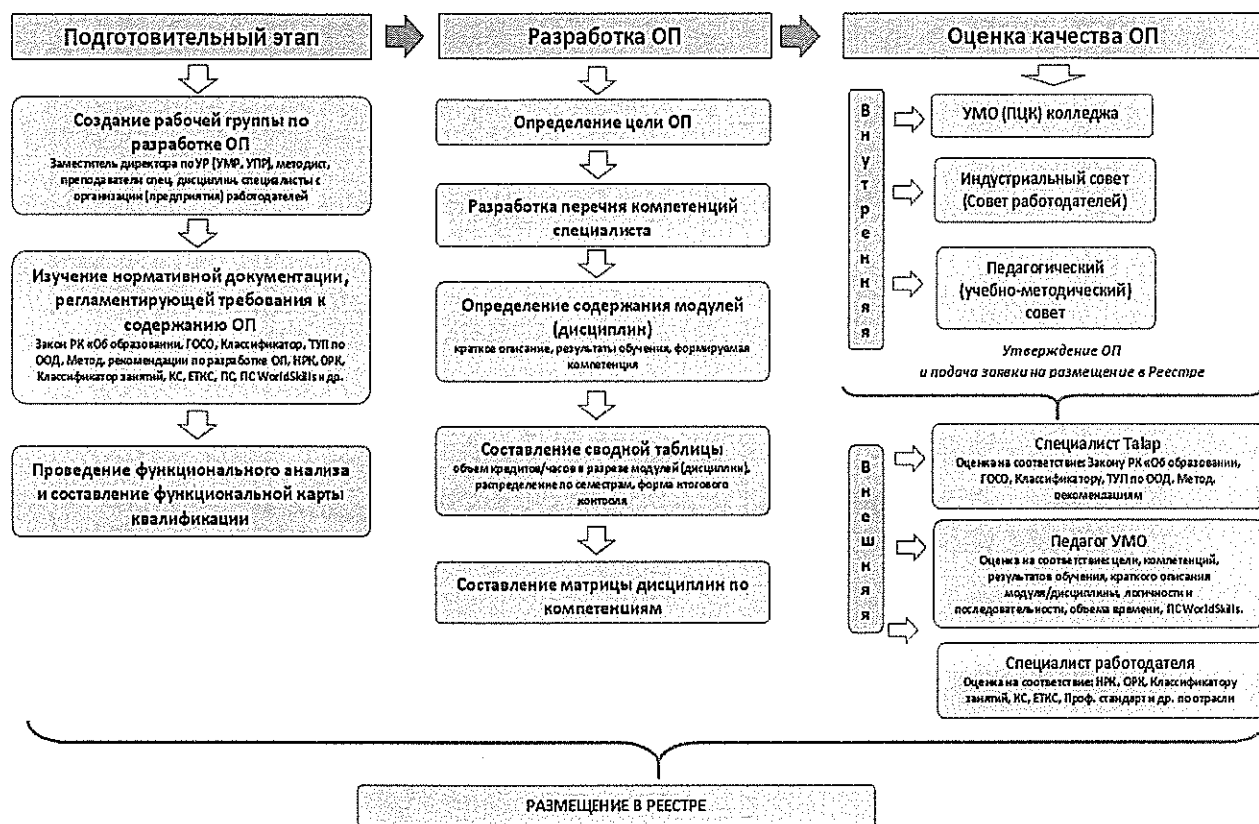 Подготовительный этап
Создание рабочей группы по
разработке ОП
Заместитель директора по УР (УМР, УПР), методист,
преподаватели спец. дисциплин, специалисты с
организации (предприятия) работодателей
Изучение нормативной документации,
регламентирующей требования к
содержанию ОП
Закон РК «Об образовании, ГОСО, Классификатор, ТУП по
ООД, Метод. рекомендации по разработке ОП, НРК, ОРК,
Классификатор занятий, КС, ЕТКС, ПС, ПС WorldSkills и др.
Проведение функционального анализа
и составление функциональной карты
квалификации
Разработка ОП
Определение цели ОП
Разработка перечня компетенций
специалиста
Определение содержания модулей
(дисциплин)
краткое описание, результаты обучения, формируемая
компетенция
Составление сводной таблицы
объем кредитов/часов в разрезе модулей (дисциплин),
распределение по семестрам, форма итогового
контроля
Составление матрицы дисциплин по
компетенциям
Оценка качества ОП
Внутренняя
УМО (ПЦК) колледжа
Индустриальный совет
(Совет работодателей)
Педагогический
(учебно-методический)
совет
Утверждение ОП
и подача заявки на размещение в Реестре
Внешняя
Специалист Talap
Оценка на соответствие: Закону РК «Об образовании,
ГОСО, Классификатору, ТУП по ООД, Метод.
рекомендациям
Педагог УМО
Оценка на соответствие: цели, компетенций,
результатов обучения, краткого описания
модуля/дисциплины, логичности и
последовательности, объема времени, ПС WorldSkills.
Специалист работодателя
Оценка на соответствие: НРК, ОРК, Классификатору
занятий, КС, ЕТКС, Проф. стандарт и др. по отрасли
РАЗМЕЩЕНИЕ В РЕЕСТРЕ